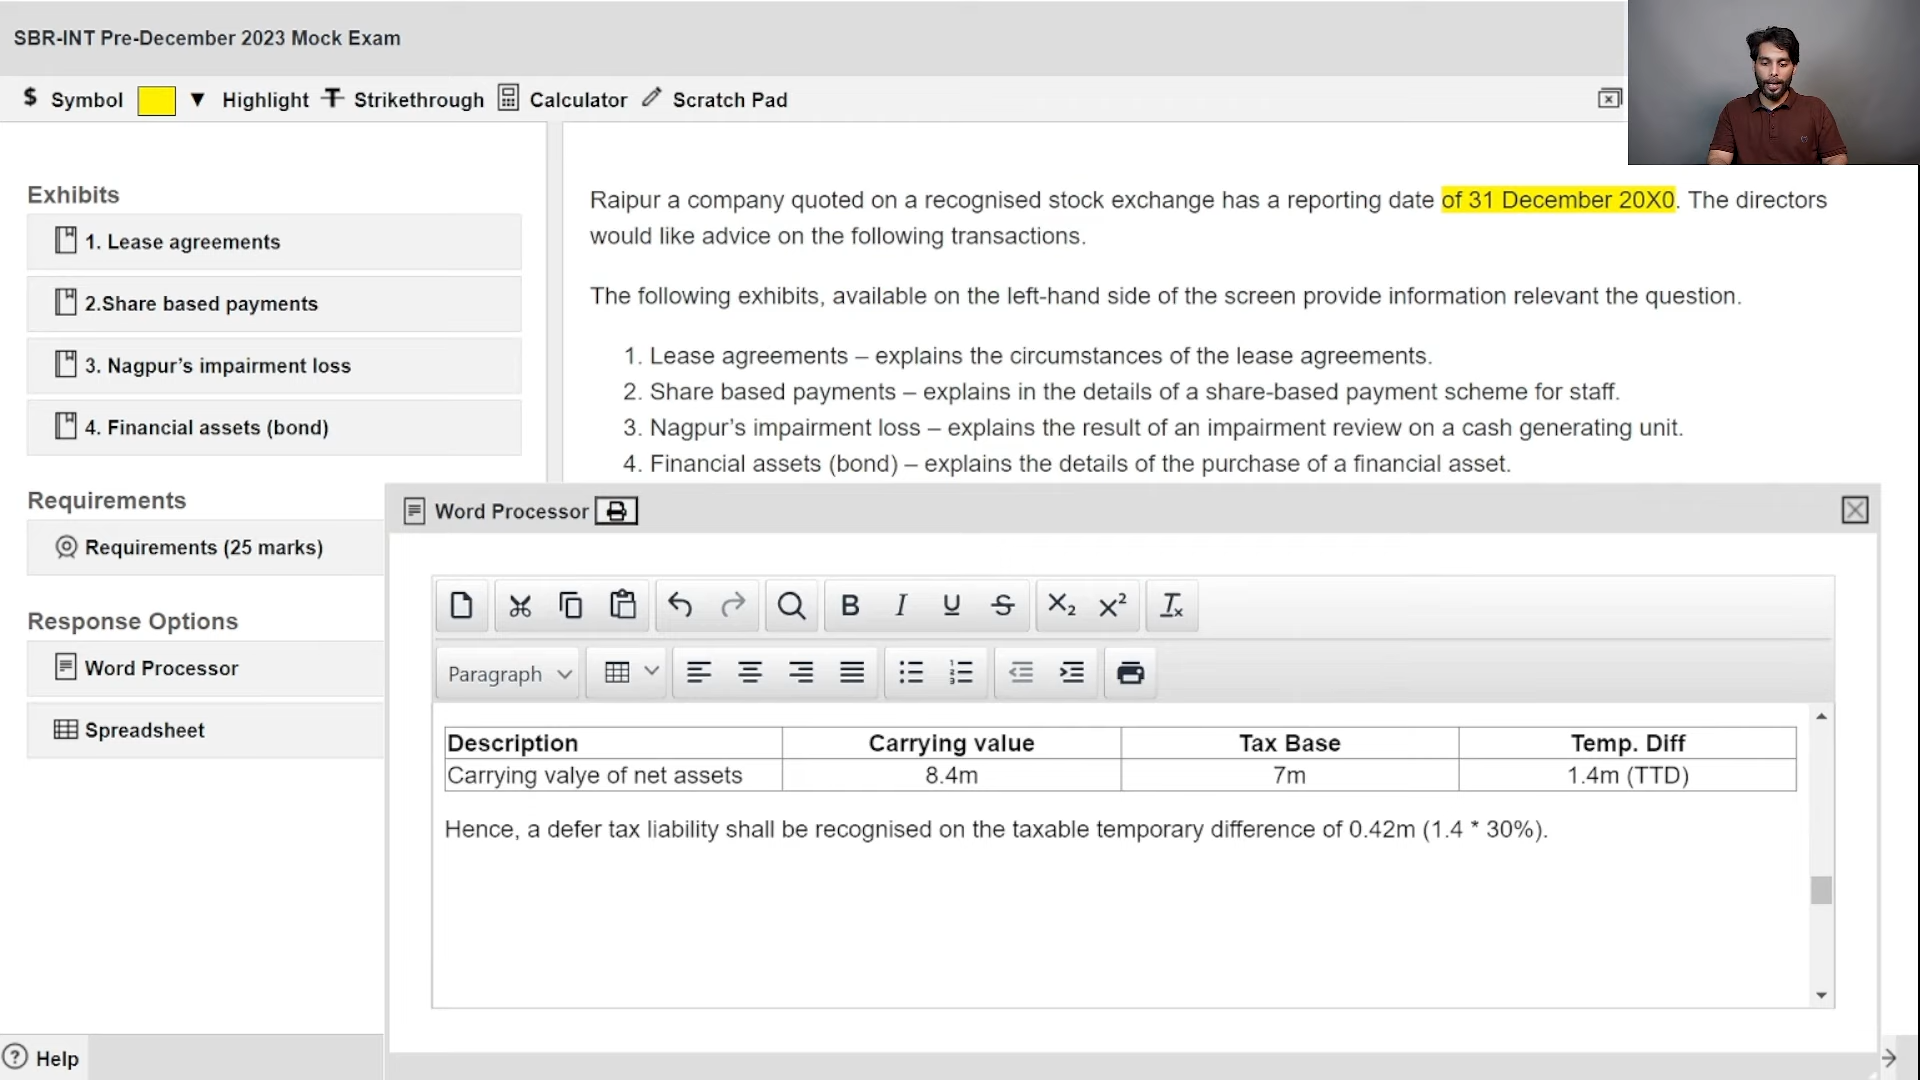 SBR-INT Pre-December 2023 Mock Exam
$ Symbol ▼ Highlight Strikethrough Calculator Scratch Pad
Exhibits
1. Lease agreements
2.Share based payments
3. Nagpur's impairment loss
4. Financial assets (bond)
Requirements
Requirements (25 marks)
Response Options
Word Processor
Spreadsheet
Help
Raipur a company quoted on a recognised stock exchange has a reporting date of 31 December 20X0. The directors
would like advice on the following transactions.
The following exhibits, available on the left-hand side of the screen provide information relevant the question.
1. Lease agreements – explains the circumstances of the lease agreements.
2. Share based payments – explains in the details of a share-based payment scheme for staff.
3. Nagpur's impairment loss – explains the result of an impairment review on a cash generating unit.
4. Financial assets (bond) – explains the details of the purchase of a financial asset.
Word Processor
B I U S X₂ X² Tx
Paragraph
Description Carrying value Tax Base Temp. Diff
Carrying valye of net assets 8.4m 7m 1.4m (TTD)
Hence, a defer tax liability shall be recognised on the taxable temporary difference of 0.42m (1.4 * 30%).